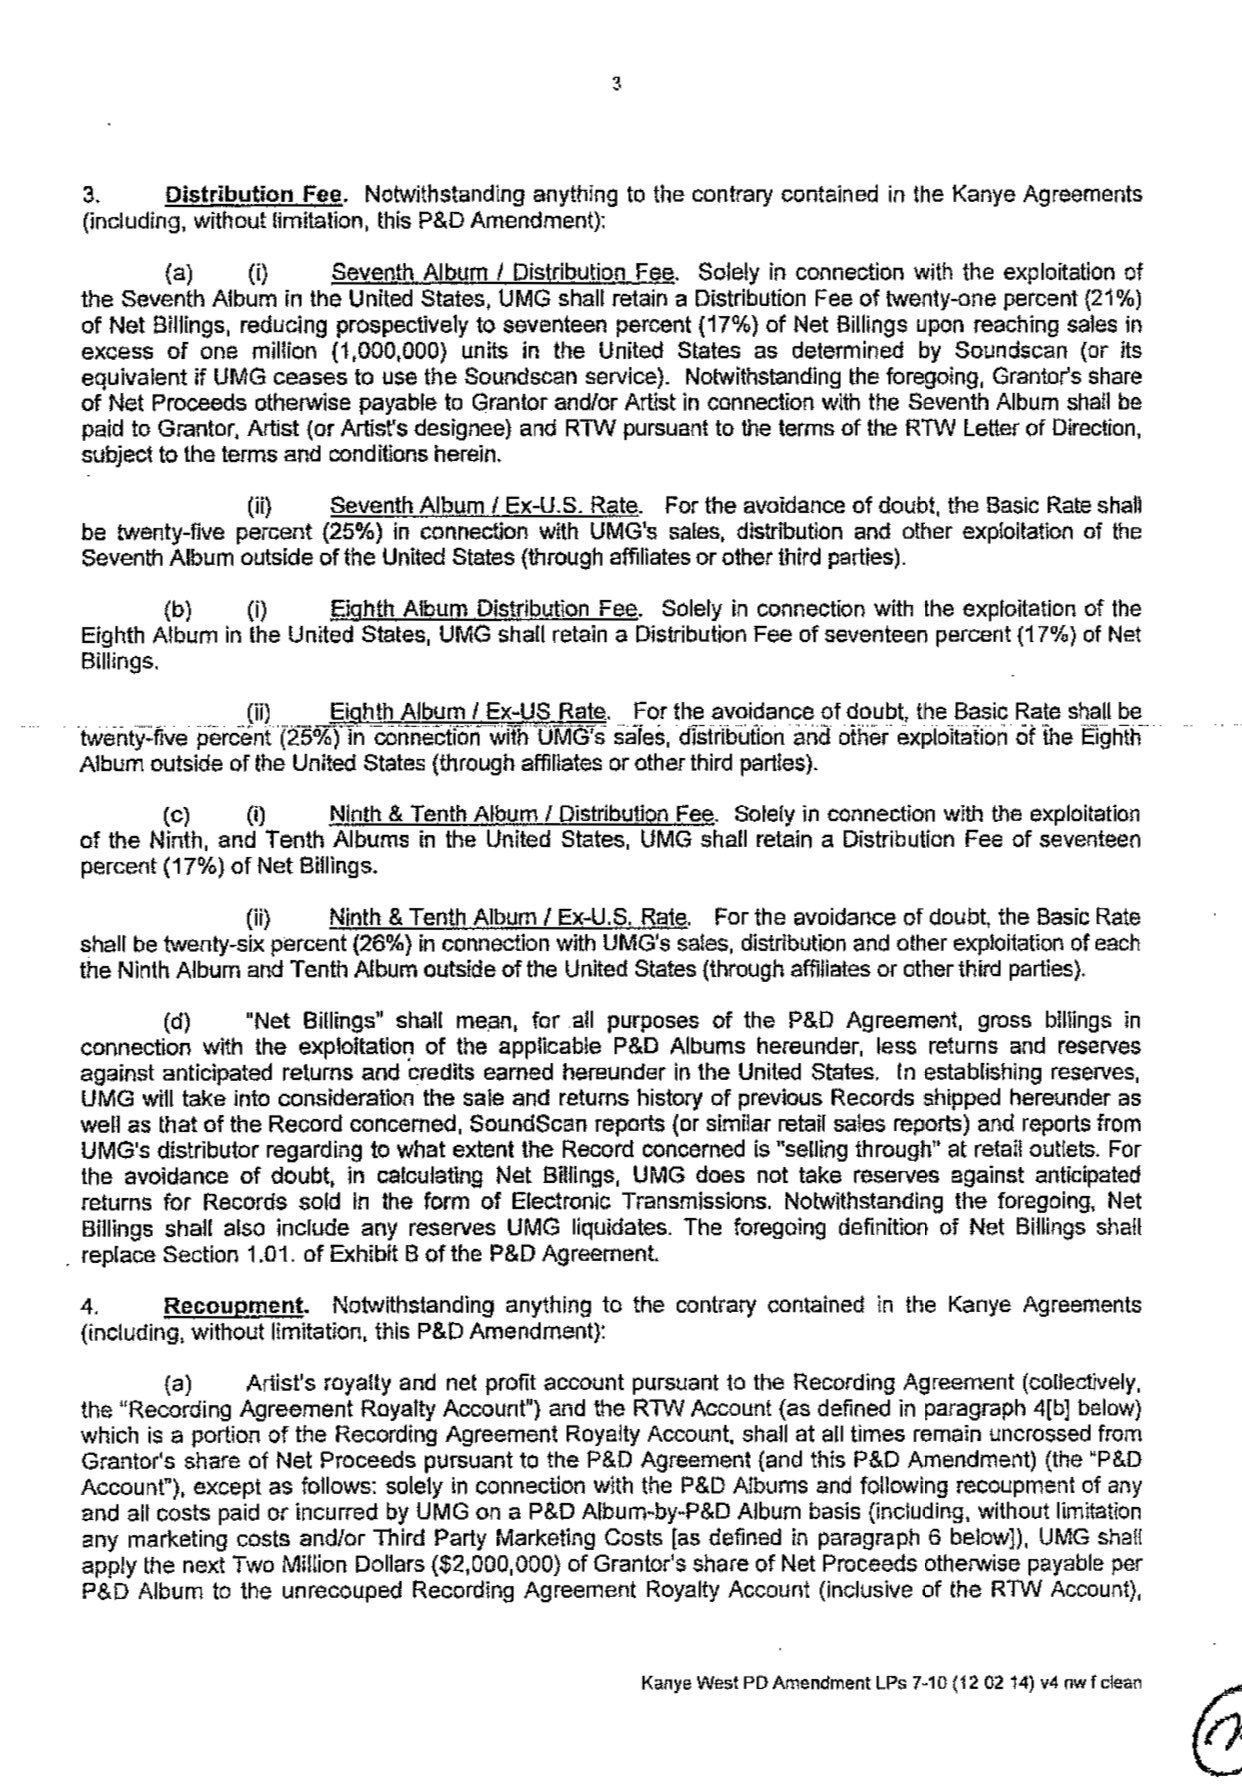 3
3. Distribution Fee. Notwithstanding anything to the contrary contained in the Kanye Agreements
(including, without limitation, this P&D Amendment):
(a) (i) Seventh Album / Distribution Fee. Solely in connection with the exploitation of
the Seventh Album in the United States, UMG shall retain a Distribution Fee of twenty-one percent (21%)
of Net Billings, reducing prospectively to seventeen percent (17%) of Net Billings upon reaching sales in
excess of one million (1,000,000) units in the United States as determined by Soundscan (or its
equivalent if UMG ceases to use the Soundscan service). Notwithstanding the foregoing, Grantor's share
of Net Proceeds otherwise payable to Grantor and/or Artist in connection with the Seventh Album shall be
paid to Grantor, Artist (or Artist's designee) and RTW pursuant to the terms of the RTW Letter of Direction,
subject to the terms and conditions herein.
(ii) Seventh Album / Ex-U.S. Rate. For the avoidance of doubt, the Basic Rate shall
be twenty-five percent (25%) in connection with UMG's sales, distribution and other exploitation of the
Seventh Album outside of the United States (through affiliates or other third parties).
(b) (i) Eighth Album Distribution Fee. Solely in connection with the exploitation of the
Eighth Album in the United States, UMG shall retain a Distribution Fee of seventeen percent (17%) of Net
Billings.
(ii) Eighth Album / Ex-US Rate. For the avoidance of doubt, the Basic Rate shall be
twenty-five percent (25%) in connection with UMG's sales, distribution and other exploitation of the Eighth
Album outside of the United States (through affiliates or other third parties).
(c) (i) Ninth & Tenth Album / Distribution Fee. Solely in connection with the exploitation
of the Ninth, and Tenth Albums in the United States, UMG shall retain a Distribution Fee of seventeen
percent (17%) of Net Billings.
(ii) Ninth & Tenth Album / Ex-U.S. Rate. For the avoidance of doubt, the Basic Rate
shall be twenty-six percent (26%) in connection with UMG's sales, distribution and other exploitation of each
the Ninth Album and Tenth Album outside of the United States (through affiliates or other third parties).
(d) "Net Billings" shall mean, for all purposes of the P&D Agreement, gross billings in
connection with the exploitation of the applicable P&D Albums hereunder, less returns and reserves
against anticipated returns and credits earned hereunder in the United States. In establishing reserves,
UMG will take into consideration the sale and returns history of previous Records shipped hereunder as
well as that of the Record concerned, SoundScan reports (or similar retail sales reports) and reports from
UMG's distributor regarding to what extent the Record concerned is "selling through" at retail outlets. For
the avoidance of doubt, in calculating Net Billings, UMG does not take reserves against anticipated
returns for Records sold in the form of Electronic Transmissions. Notwithstanding the foregoing, Net
Billings shall also include any reserves UMG liquidates. The foregoing definition of Net Billings shall
replace Section 1.01. of Exhibit B of the P&D Agreement.
4. Recoupment. Notwithstanding anything to the contrary contained in the Kanye Agreements
(including, without limitation, this P&D Amendment):
(a) Artist's royalty and net profit account pursuant to the Recording Agreement (collectively,
the "Recording Agreement Royalty Account") and the RTW Account (as defined in paragraph 4[b] below)
which is a portion of the Recording Agreement Royalty Account, shall at all times remain uncrossed from
Grantor's share of Net Proceeds pursuant to the P&D Agreement (and this P&D Amendment) (the "P&D
Account"), except as follows: solely in connection with the P&D Albums and following recoupment of any
and all costs paid or incurred by UMG on a P&D Album-by-P&D Album basis (including, without limitation
any marketing costs and/or Third Party Marketing Costs [as defined in paragraph 6 below]), UMG shall
apply the next Two Million Dollars ($2,000,000) of Grantor's share of Net Proceeds otherwise payable per
P&D Album to the unrecouped Recording Agreement Royalty Account (inclusive of the RTW Account),
Kanye West PD Amendment LPs 7-10 (12 02 14) v4 nw f clean